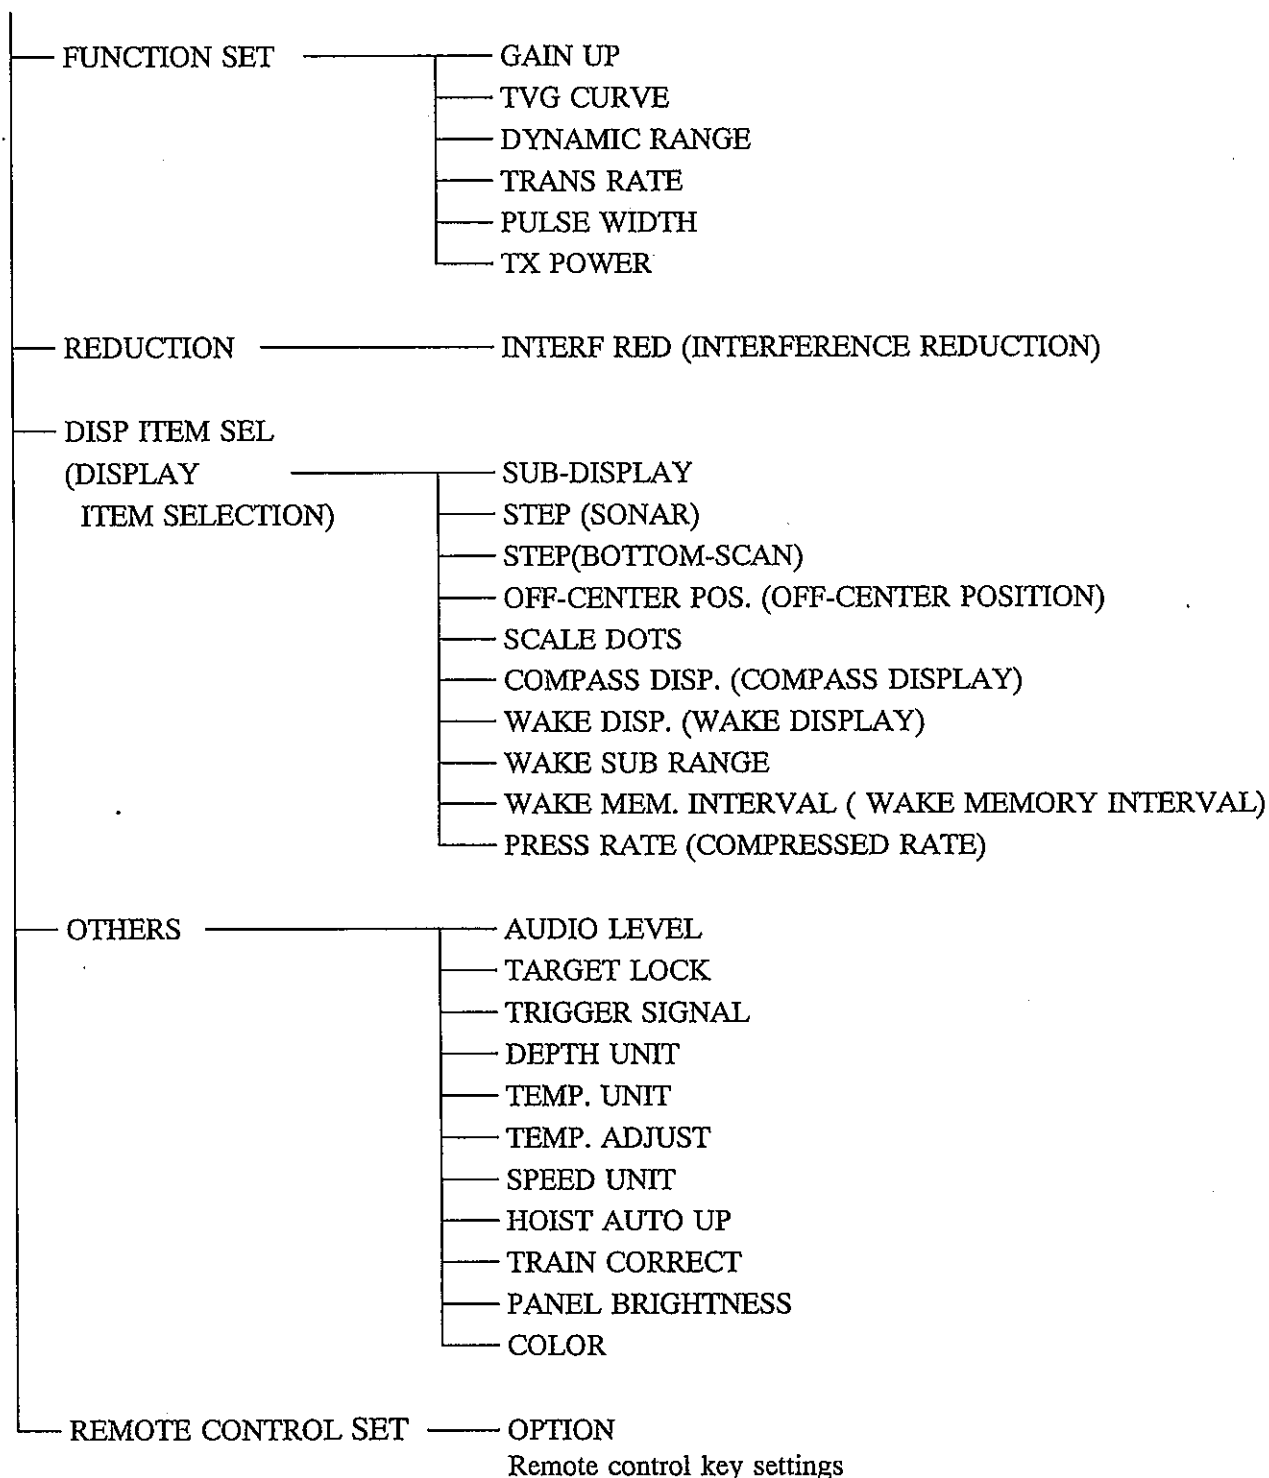 FUNCTION SET GAIN UP
TVG CURVE
DYNAMIC RANGE
TRANS RATE
PULSE WIDTH
TX POWER
REDUCTION INTERF RED (INTERFERENCE REDUCTION)
DISP ITEM SEL
(DISPLAY SUB-DISPLAY
ITEM SELECTION) STEP (SONAR)
STEP(BOTTOM-SCAN)
OFF-CENTER POS. (OFF-CENTER POSITION)
SCALE DOTS
COMPASS DISP. (COMPASS DISPLAY)
WAKE DISP. (WAKE DISPLAY)
WAKE SUB RANGE
WAKE MEM. INTERVAL ( WAKE MEMORY INTERVAL)
PRESS RATE (COMPRESSED RATE)
OTHERS AUDIO LEVEL
TARGET LOCK
TRIGGER SIGNAL
DEPTH UNIT
TEMP. UNIT
TEMP. ADJUST
SPEED UNIT
HOIST AUTO UP
TRAIN CORRECT
PANEL BRIGHTNESS
COLOR
REMOTE CONTROL SET OPTION
Remote control key settings